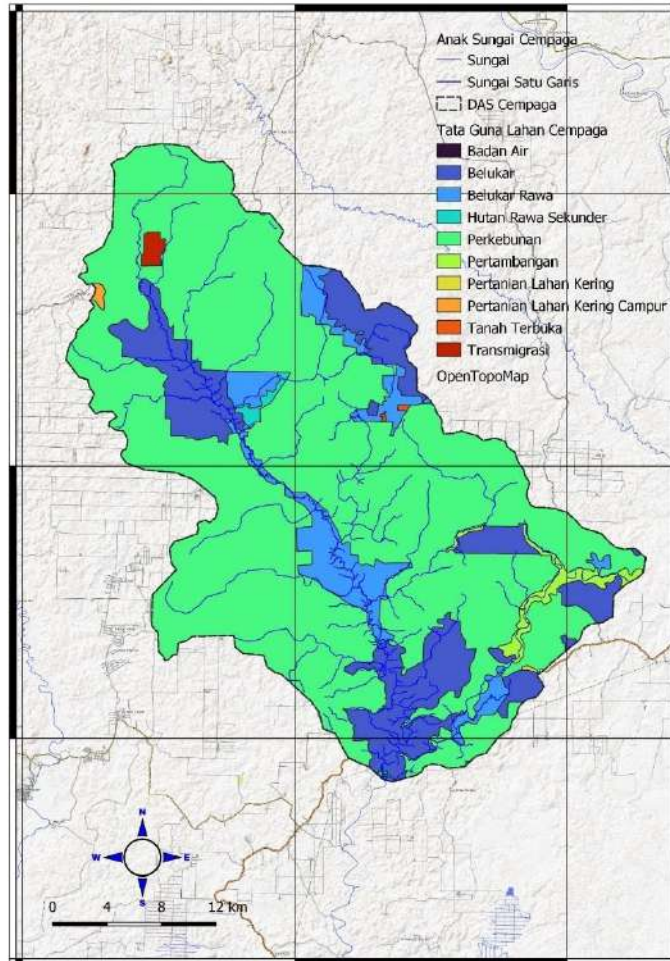 Anak Sungai Cempaga
Sungai
Sungai Satu Garis
DAS Cempaga
Tata Guna Lahan Cempaga
Badan Air
Belukar
Belukar Rawa
Hutan Rawa Sekunder
Perkebunan
Pertambangan
Pertanian Lahan Kering
Pertanian Lahan Kering Campur
Tanah Terbuka
Transmigrasi
OpenTopoMap
N
W E
S
0 4 8 12 km